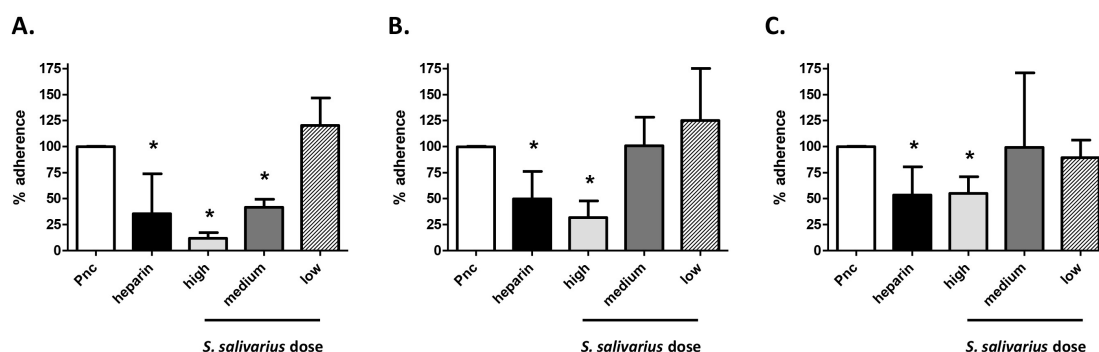 A.
175
150
125
100
75
50
25
0
% adherence
*
*
*
Pnc
heparin
high
medium
low
S. salivarius dose
B.
175
150
125
100
75
50
25
0
% adherence
*
*
Pnc
heparin
high
medium
low
S. salivarius dose
C.
175
150
125
100
75
50
25
0
% adherence
*
*
Pnc
heparin
high
medium
low
S. salivarius dose